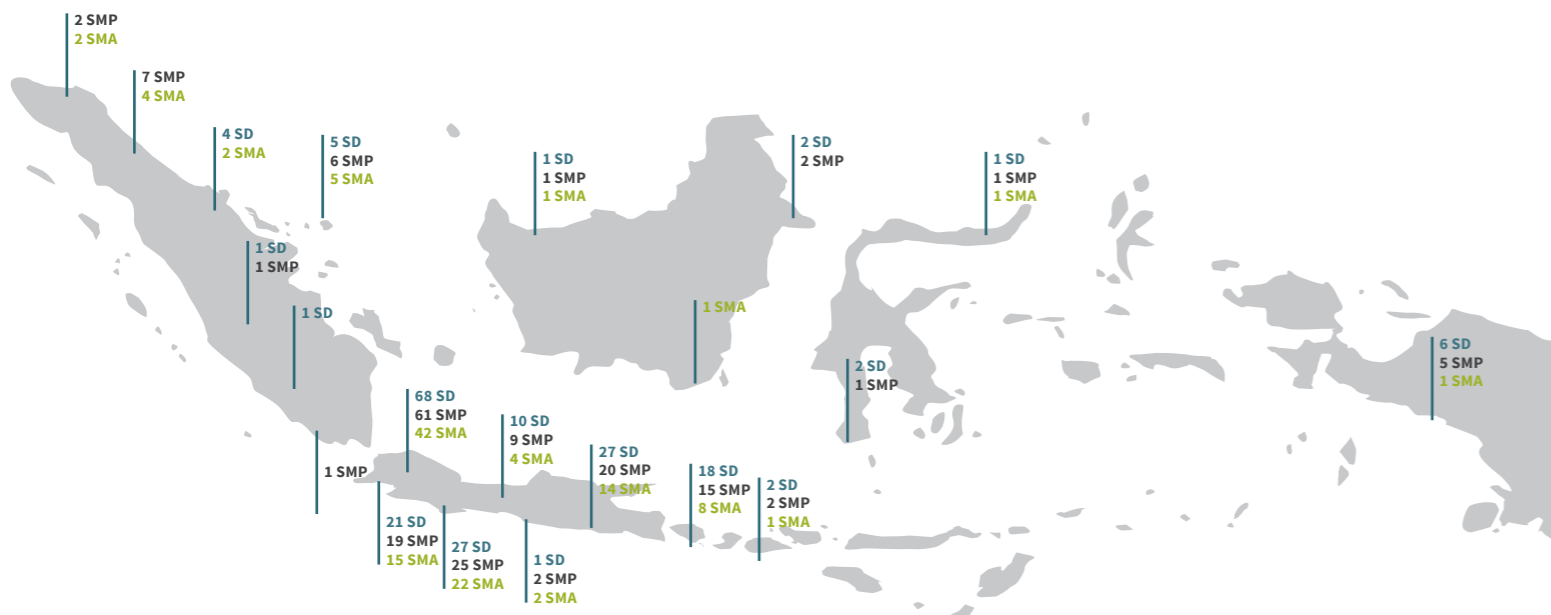 2 SMP
2 SMA
7 SMP
4 SMA
4 SD
2 SMA
5 SD
6 SMP
5 SMA
1 SD
1 SMP
1 SMA
2 SD
2 SMP
1 SD
1 SMP
1 SMA
1 SD
1 SMP
1 SD
1 SMA
2 SD
1 SMP
6 SD
5 SMP
1 SMA
68 SD
61 SMP
42 SMA
10 SD
9 SMP
4 SMA
27 SD
20 SMP
14 SMA
1 SMP
18 SD
15 SMP
8 SMA
2 SD
2 SMP
1 SMA
21 SD
19 SMP
15 SMA
27 SD
25 SMP
22 SMA
1 SD
2 SMP
2 SMA